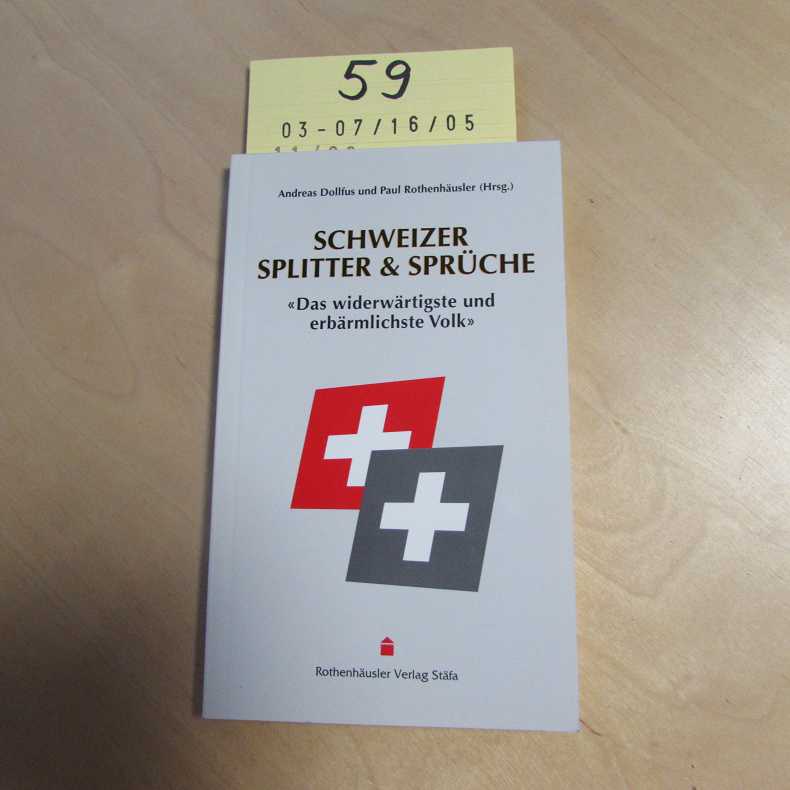 59
03-07/16/05
Andreas Dollfus und Paul Rothenhäusler (Hrsg.)
SCHWEIZER
SPLITTER & SPRÜCHE
«Das widerwärtigste und
erbärmlichste Volk»
Rothenhäusler Verlag Stäfa